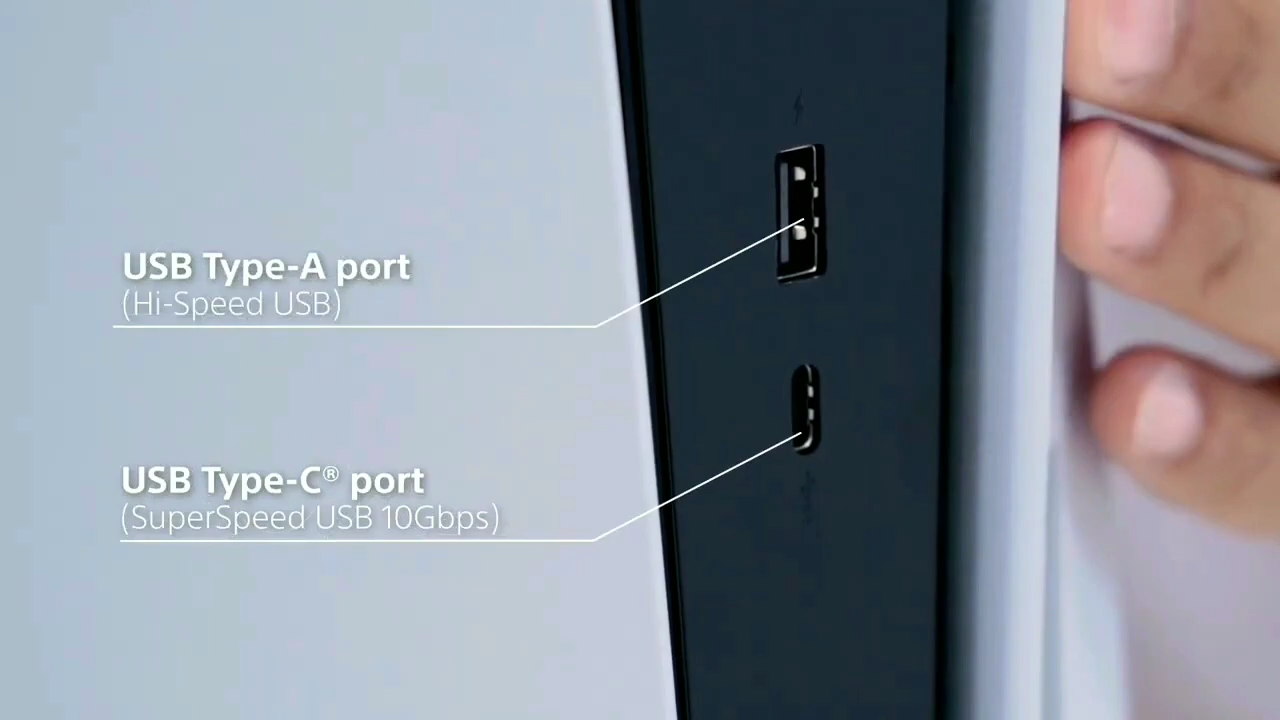 USB Type-A port
(Hi-Speed USB)
USB Type-C® port
(SuperSpeed USB 10Gbps)